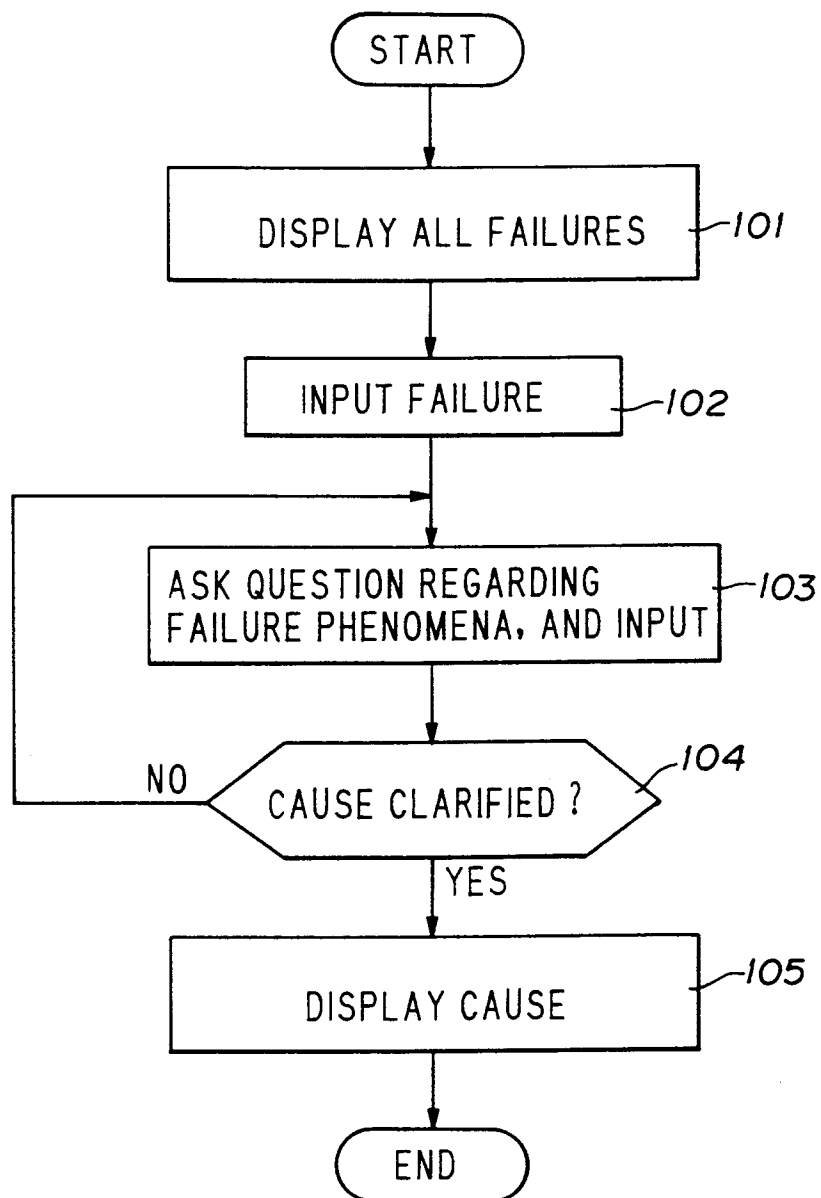 START
DISPLAY ALL FAILURES
101
INPUT FAILURE
102
ASK QUESTION REGARDING
FAILURE PHENOMENA, AND INPUT
103
CAUSE CLARIFIED ?
104
NO
YES
DISPLAY CAUSE
105
END